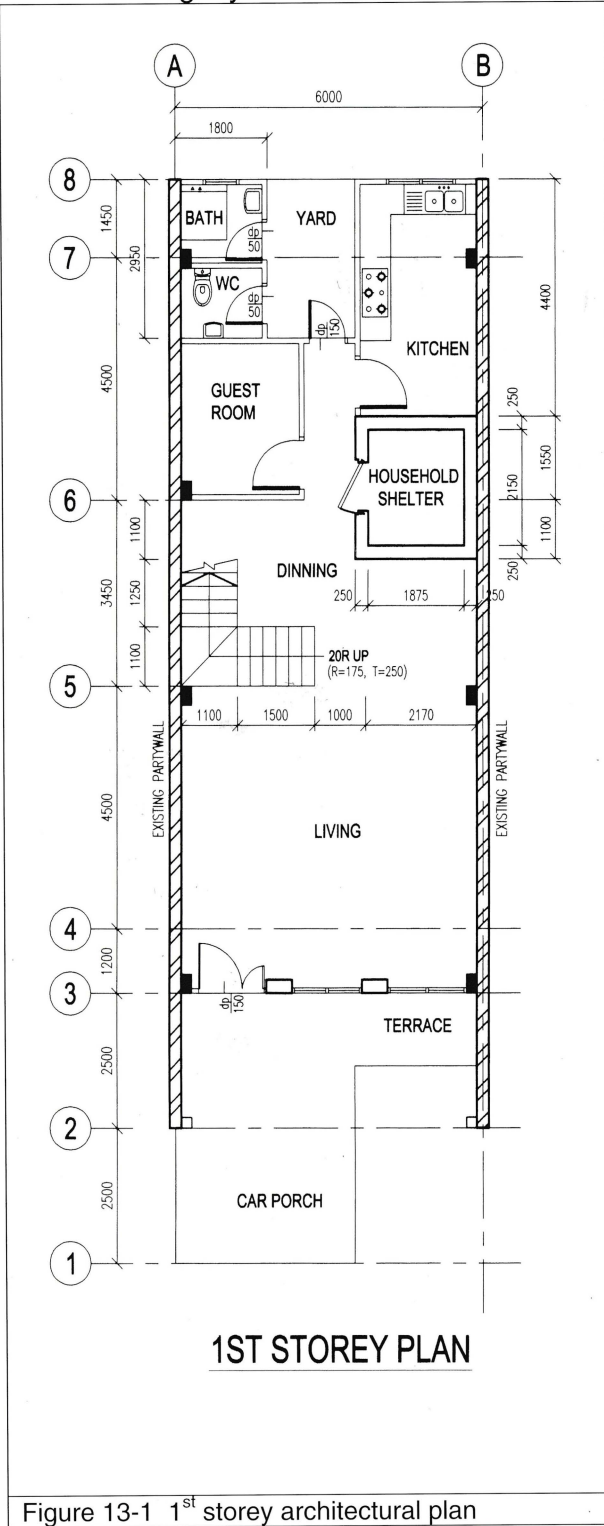 A
B
6000
1800
8
1450
2950
BATH
dp
50
YARD
7
WC
dp
50
dp
150
KITCHEN
4400
4500
GUEST
ROOM
250
HOUSEHOLD
SHELTER
2150
1550
6
1100
1100
DINNING
250
3450
1250
250
1875
250
1100
20R UP
(R=175, T=250)
5
1100
1500
1000
2170
EXISTING PARTYWALL
EXISTING PARTYWALL
4500
LIVING
4
1200
3
dp
150
TERRACE
2500
2
2500
CAR PORCH
1
1ST STOREY PLAN
Figure 13-1 1st storey architectural plan